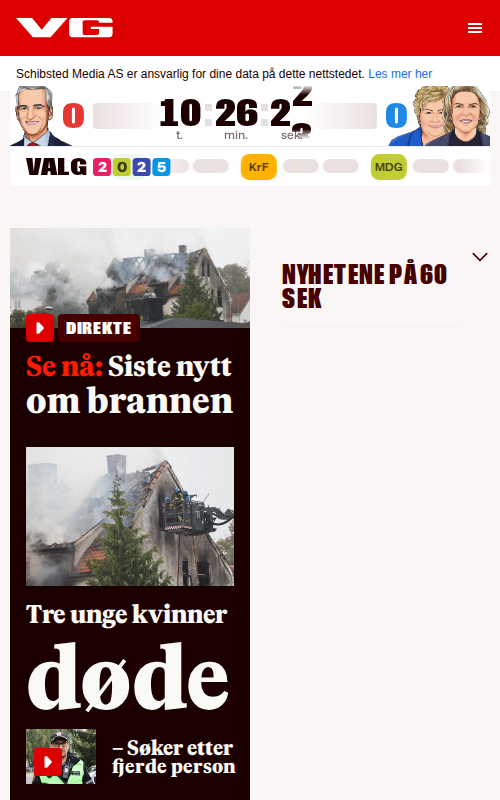 VG
Schibsted Media AS er ansvarlig for dine data på dette nettstedet. Les mer her
0
10:26:2
0
t.
min.
sek.
VALG 2025
KrF
MDG
DIREKTE
Se nå: Siste nytt
om brannen
Tre unge kvinner
døde
– Søker etter
fjerde person
NYHETENE PÅ 60
SEK